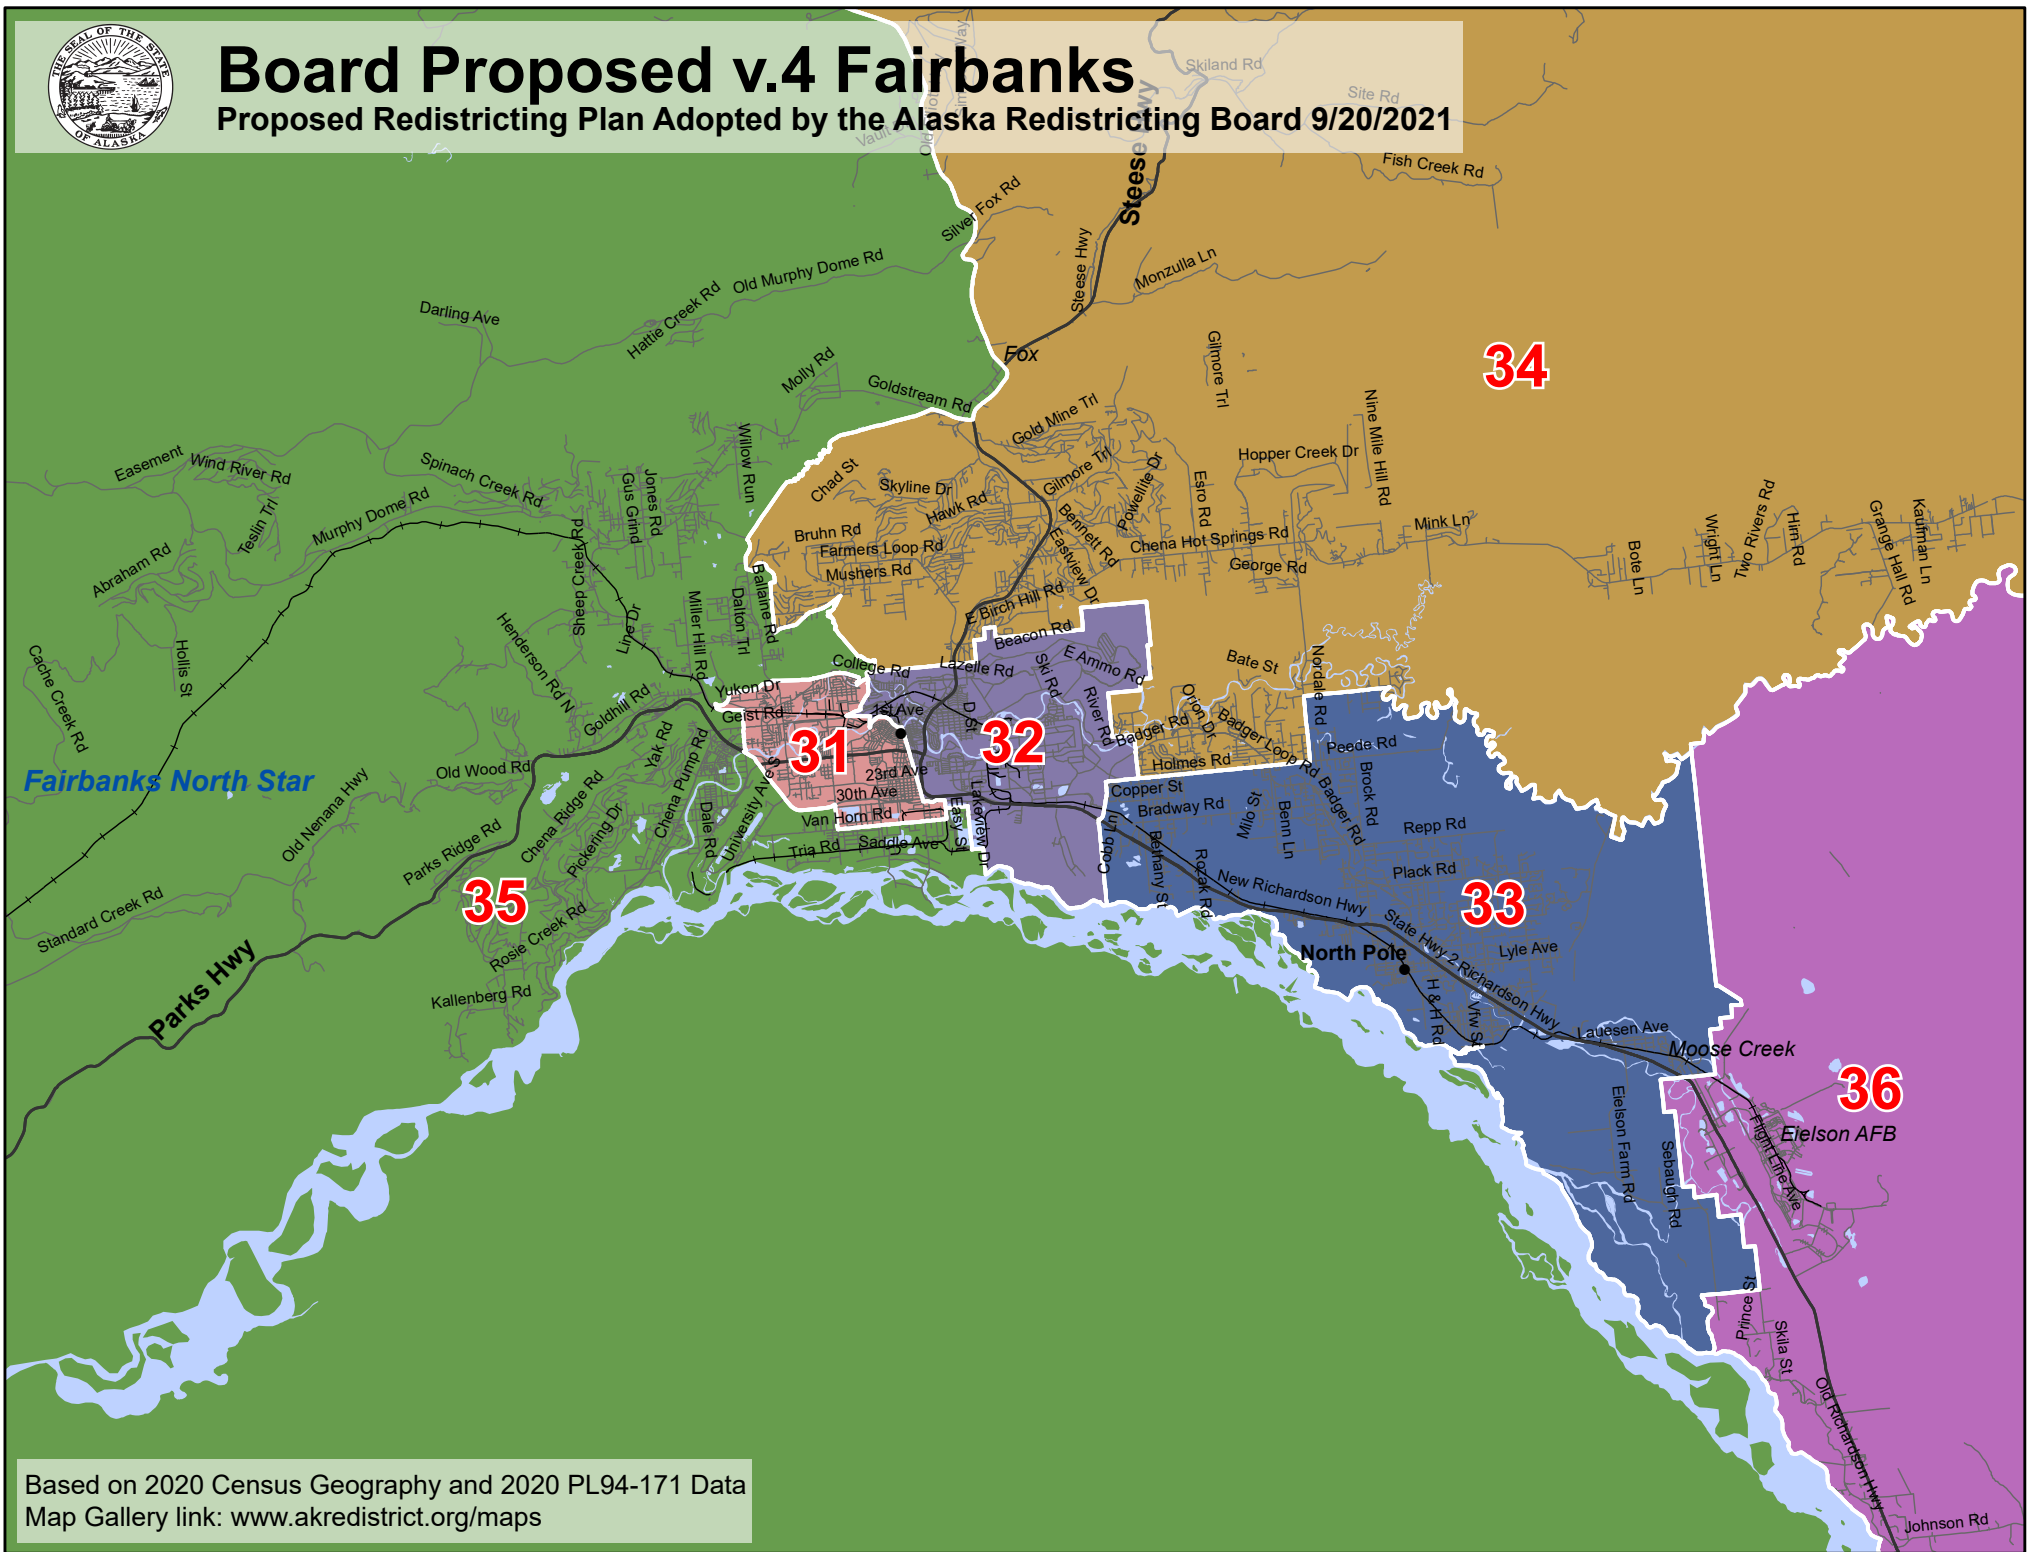 THE SEAL OF THE STATE OF ALASKA
Board Proposed v.4 Fairbanks
Proposed Redistricting Plan Adopted by the Alaska Redistricting Board 9/20/2021
Skiland Rd
Site Rd
Steese Hwy
Fish Creek Rd
Silver Fox Rd
Steese Hwy
Monzulla Ln
Old Murphy Dome Rd
Hattie Creek Rd
Darling Ave
Fox
Gilmore Trl
34
Molly Rd
Goldstream Rd
Gold Mine Trl
Nine Mile Hill Rd
Willow Run
Easement
Wind River Rd
Spinach Creek Rd
Gus Grind
Jones Rd
Chad St
Skyline Dr
Hawk Rd
Gilmore Trl
Powellite Dr
Esro Rd
Hopper Creek Dr
Teslin Trl
Murphy Dome Rd
Bruhn Rd
Farmers Loop Rd
Mushers Rd
Bennett Rd
Eastview Dr
Chena Hot Springs Rd
George Rd
Mink Ln
Bote Ln
Wright Ln
Two Rivers Rd
Him Rd
Grange Hall Rd
Kaufman Ln
Abraham Rd
Sheep Creek Rd
Line Dr
Miller Hill Rd
Dalton Trl
Ballaine Rd
E Birch Hill Rd
Beacon Rd
Hollis St
Cache Creek Rd
Henderson Rd N
College Rd
Lazelle Rd
Ski Rd
E Ammo Rd
Bate St
Nordale Rd
Yukon Dr
Geist Rd
1st Ave
D St
River Rd
Orion Dr
Badger Rd
Badger Loop Rd
Goldhill Rd
Yak Rd
31
32
Holmes Rd
Peede Rd
Fairbanks North Star
Old Wood Rd
Chena Pump Rd
University Ave S
23rd Ave
30th Ave
Copper St
Bradway Rd
Brock Rd
Badger Rd
Old Nenana Hwy
Chena Ridge Rd
Pickering Dr
Dale Rd
Van Horn Rd
Easy St
Lakeview Dr
Cobb Ln
Milo St
Benn Ln
Repp Rd
Parks Ridge Rd
Tria Rd
Saddle Ave
Bethany St
Rozak Rd
Plack Rd
New Richardson Hwy
33
35
Standard Creek Rd
Rosie Creek Rd
State Hwy 2 Richardson Hwy
Lyle Ave
North Pole
Parks Hwy
Kallenberg Rd
H & H Rd
Vfw St
Lauesen Ave
Moose Creek
36
Eielson Farm Rd
Sebaugh Rd
Flight Line Ave
Eielson AFB
Prince St
Skila St
Old Richardson Hwy
Johnson Rd
Based on 2020 Census Geography and 2020 PL94-171 Data
Map Gallery link: www.akredistrict.org/maps